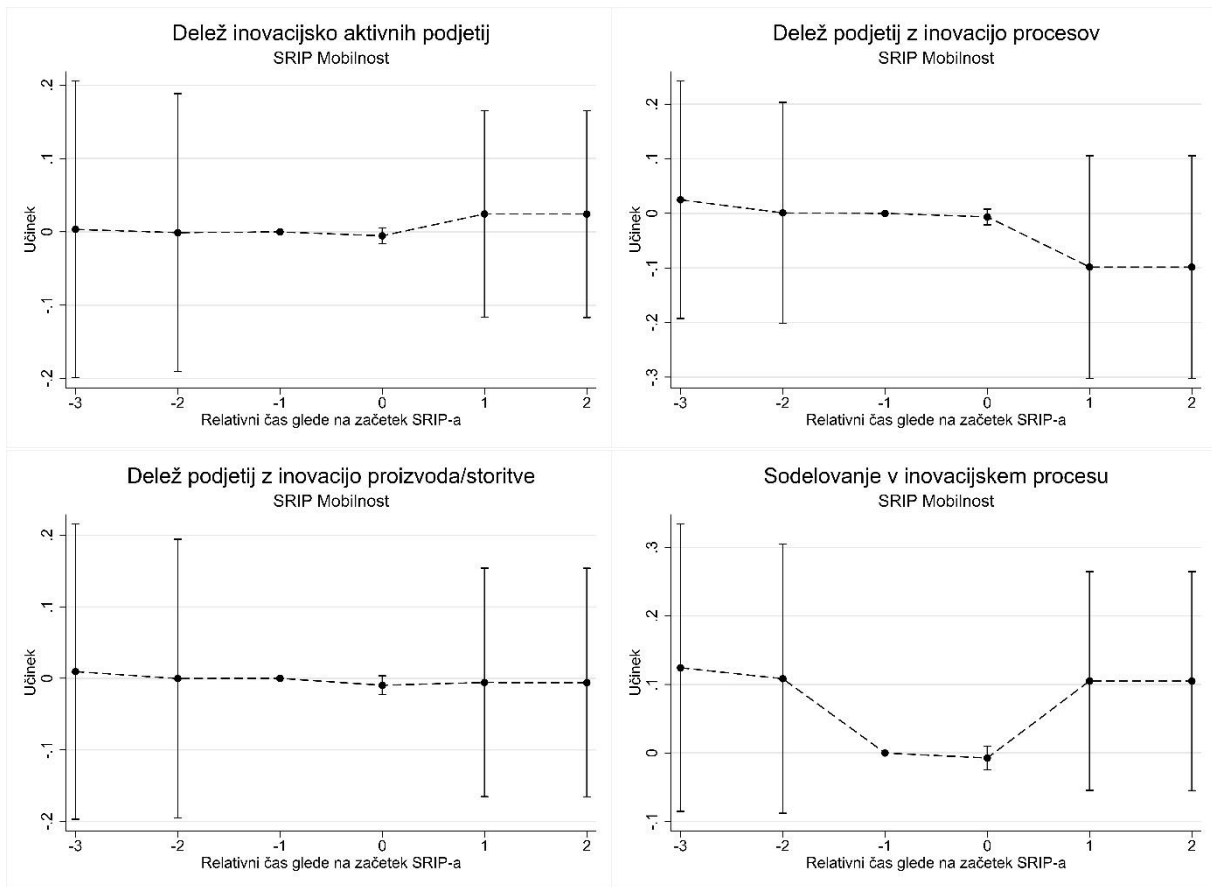 Delež inovacijsko aktivnih podjetij
SRIP Mobilnost
Učinek
.2
.1
0
-.1
-.2
-3 -2 -1 0 1 2
Relativni čas glede na začetek SRIP-a
Delež podjetij z inovacijo procesov
SRIP Mobilnost
Učinek
.2
.1
0
-.1
-.2
-.3
-3 -2 -1 0 1 2
Relativni čas glede na začetek SRIP-a
Delež podjetij z inovacijo proizvoda/storitve
SRIP Mobilnost
Učinek
.2
.1
0
-.1
-.2
-3 -2 -1 0 1 2
Relativni čas glede na začetek SRIP-a
Sodelovanje v inovacijskem procesu
SRIP Mobilnost
Učinek
.3
.2
.1
0
-.1
-3 -2 -1 0 1 2
Relativni čas glede na začetek SRIP-a